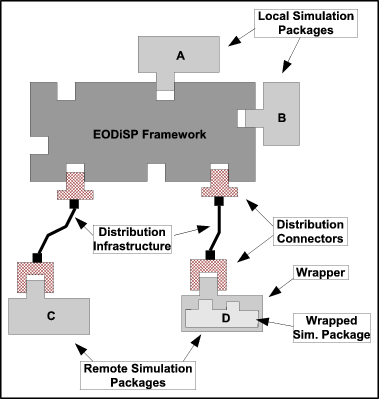 Local Simulation
Packages
A
B
EODiSP Framework
Distribution
Infrastructure
Distribution
Connectors
Wrapper
C
D
Wrapped
Sim. Package
Remote Simulation
Packages